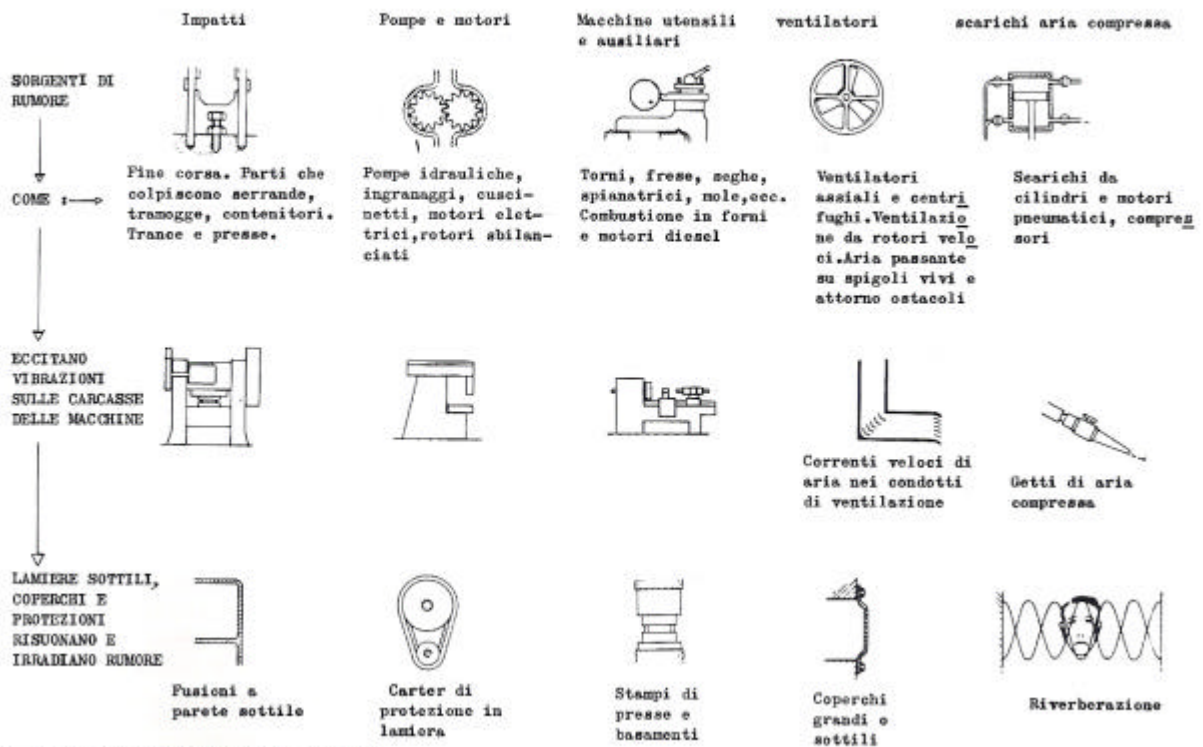 Impatti
Pompe e motori
Macchine utensili
e ausiliari
ventilatori
scarichi aria compressa
SORGENTI DI
RUMORE
COME :
Fine corsa. Parti che
colpiscono serrande,
tramogge, contenitori.
Trance e presse.
Pompe idrauliche,
ingranaggi, cusci-
netti, motori elet-
trici,rotori sbilan-
ciati
Torni, frese, seghe,
spianatrici, mole,ecc.
Combustione in forni
e motori diesel
Ventilatori
assiali e centri
fughi.Ventilazio
ne da rotori velo
ci.Aria passante
su spigoli vivi e
attorno ostacoli
Scarichi da
cilindri e motori
pneumatici, compres
sori
ECCITANO
VIBRAZIONI
SULLE CARCASSE
DELLE MACCHINE
Correnti veloci di
aria nei condotti
di ventilazione
Getti di aria
compressa
LAMIERE SOTTILI,
COPERCHI E
PROTEZIONI
RISUONANO E
IRRADIANO RUMORE
Fusioni a
parete sottile
Carter di
protezione in
lamiera
Stampi di
presse e
basamenti
Coperchi
grandi e
sottili
Riverberazione